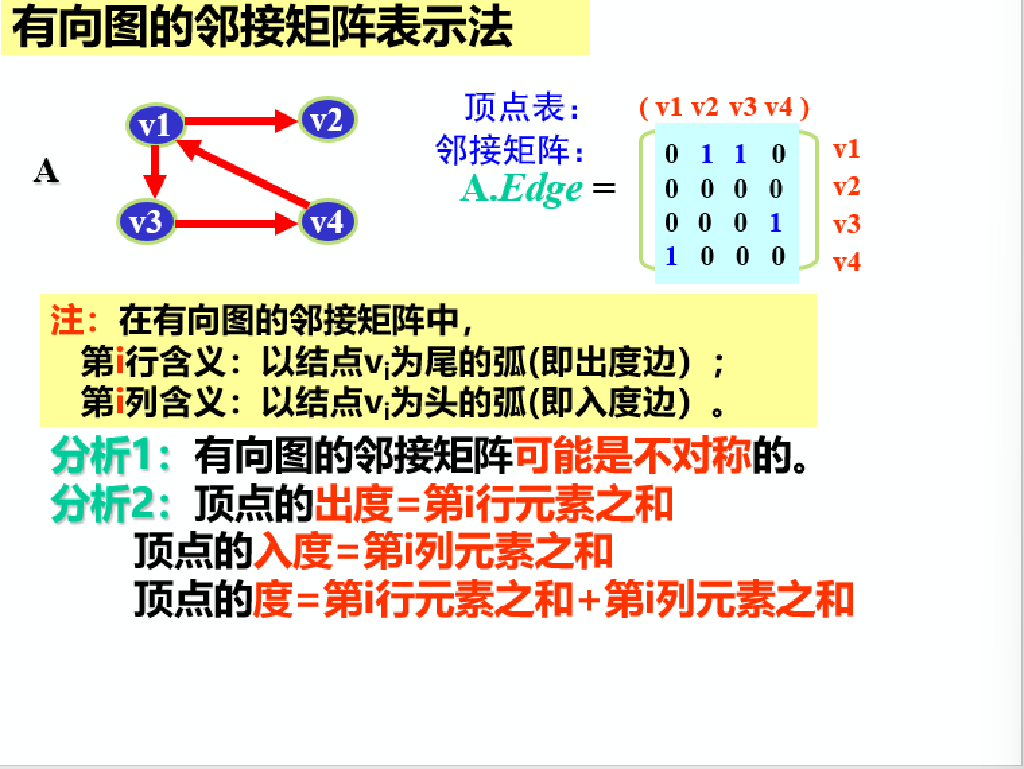 有向图的邻接矩阵表示法
A
v1
v2
v3
v4
顶点表：
( v1 v2 v3 v4 )
邻接矩阵：
A.Edge =
0 1 1 0 v1
0 0 0 0 v2
0 0 0 1 v3
1 0 0 0 v4
注：在有向图的邻接矩阵中，
第i行含义：以结点vi为尾的弧(即出度边）；
第i列含义：以结点vi为头的弧(即入度边）。
分析1：有向图的邻接矩阵可能是不对称的。
分析2：顶点的出度=第i行元素之和
顶点的入度=第i列元素之和
顶点的度=第i行元素之和+第i列元素之和